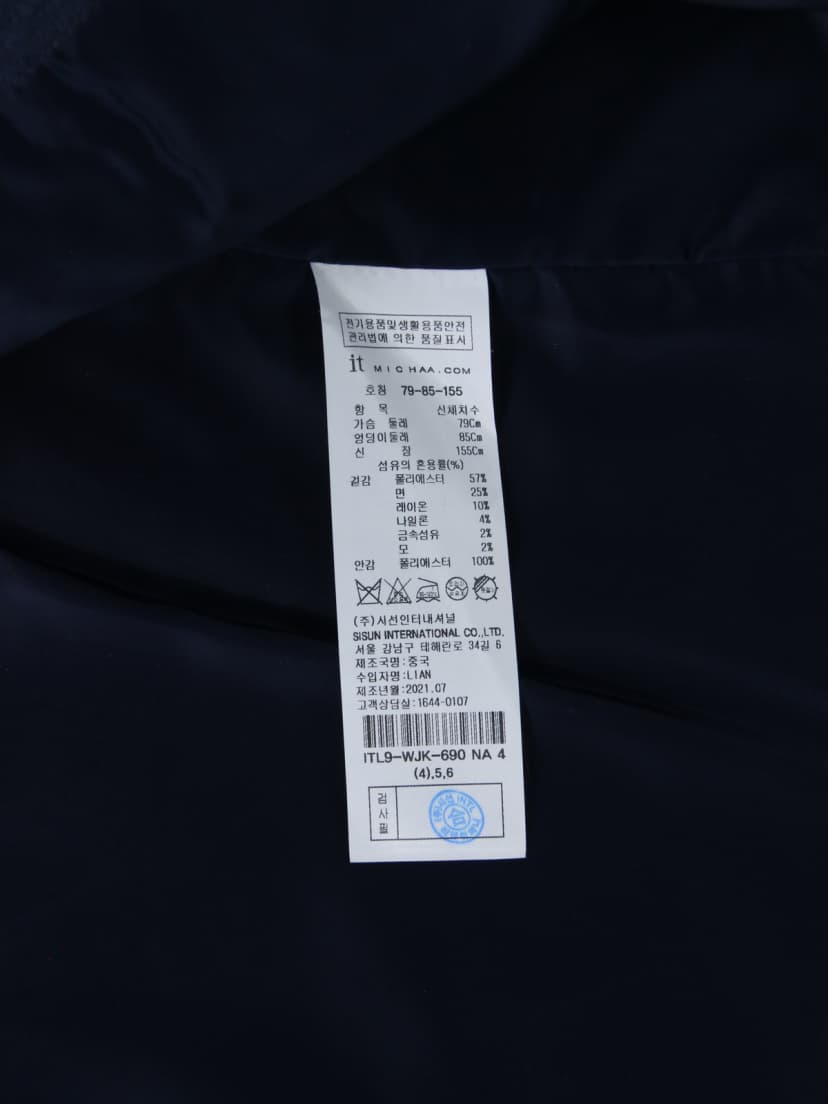 전기용품및생활용품안전
관리법에 의한 품질표시
it MICHAA.COM
호칭 79-85-155
항 목 신체치수
가슴 둘레 79Cm
엉덩이둘레 85Cm
신 장 155Cm
섬유의 혼용률(%)
겉감 폴리에스터 57%
면 25%
레이온 10%
나일론 4%
금속섬유 2%
모 2%
안감 폴리에스터 100%
(주)시선인터내셔널
SISUN INTERNATIONAL CO.,LTD.
서울 강남구 테헤란로 34길 6
제조국명:중국
수입자명:LIAN
제조년월:2021.07
고객상담실:1644-0107
ITL9-WJK-690 NA 4
(4),5,6
검사필